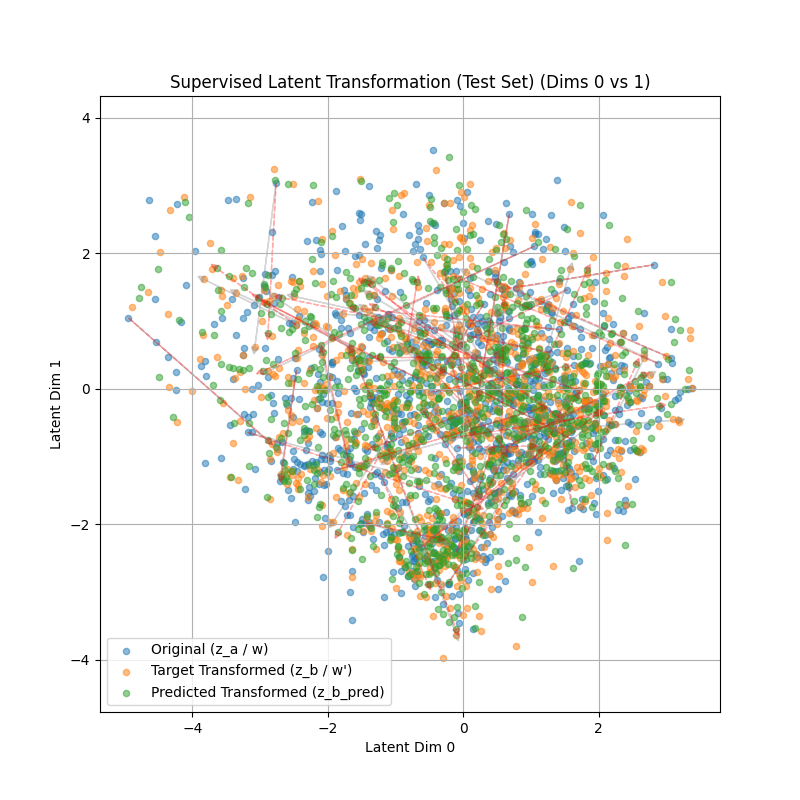 Supervised Latent Transformation (Test Set) (Dims 0 vs 1)
4
2
0
−2
−4
Latent Dim 1
Original (z_a / w)
Target Transformed (z_b / w')
Predicted Transformed (z_b_pred)
−4
−2
0
2
Latent Dim 0